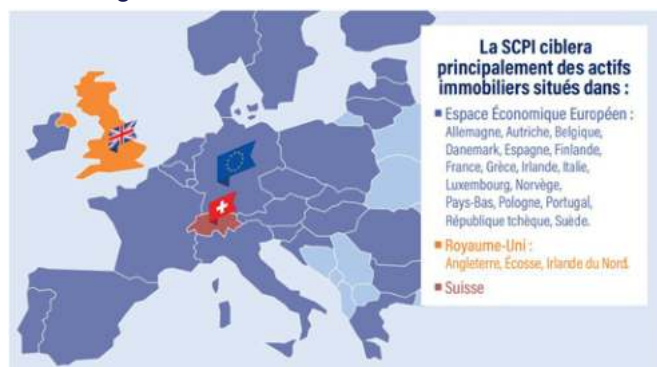 La SCPI ciblera
principalement des actifs
immobiliers situés dans :
Espace Économique Européen :
Allemagne, Autriche, Belgique,
Danemark, Espagne, Finlande,
France, Grèce, Irlande, Italie,
Luxembourg, Norvège,
Pays-Bas, Pologne, Portugal,
République tchèque, Suède.
Royaume-Uni :
Angleterre, Écosse, Irlande du Nord.
Suisse